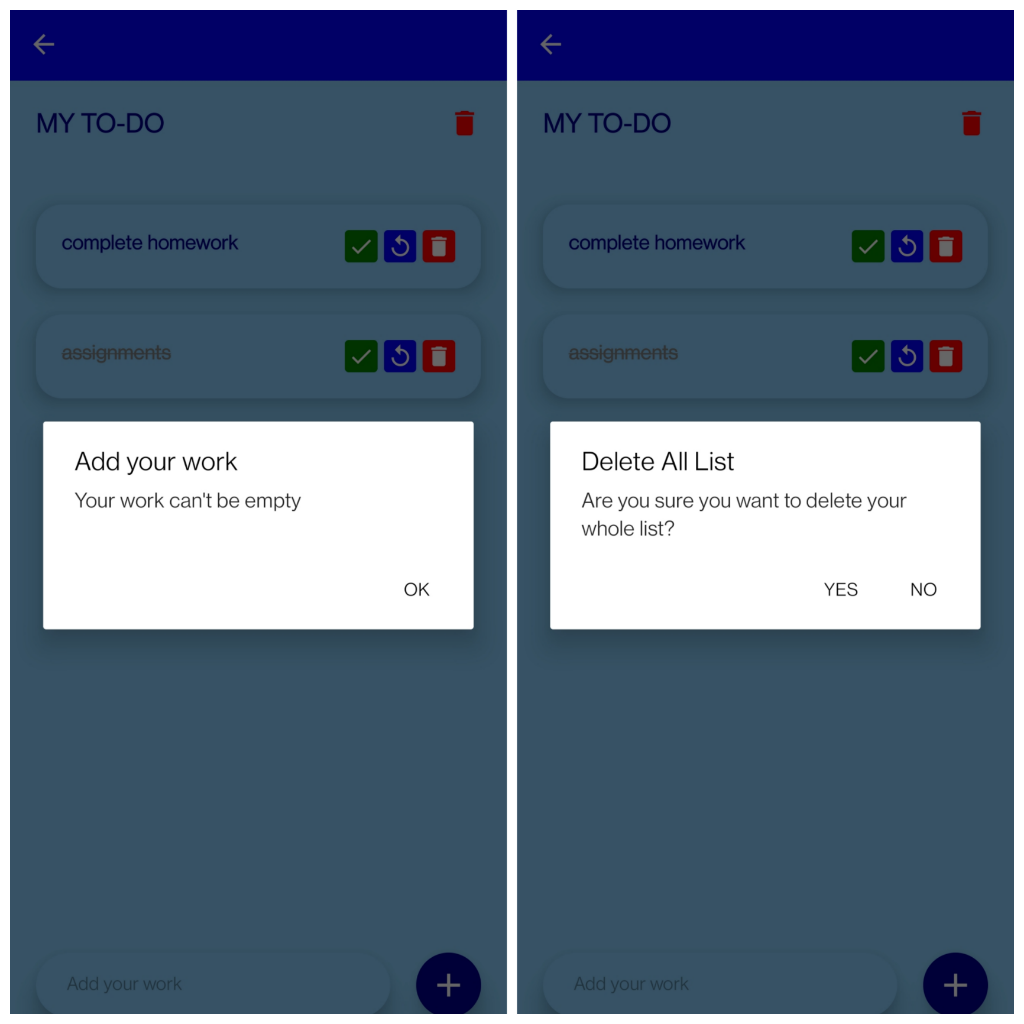 MY TO-DO
complete homework
assignments
Add your work
Your work can't be empty
OK
Add your work
MY TO-DO
complete homework
assignments
Delete All List
Are you sure you want to delete your
whole list?
YES NO
Add your work